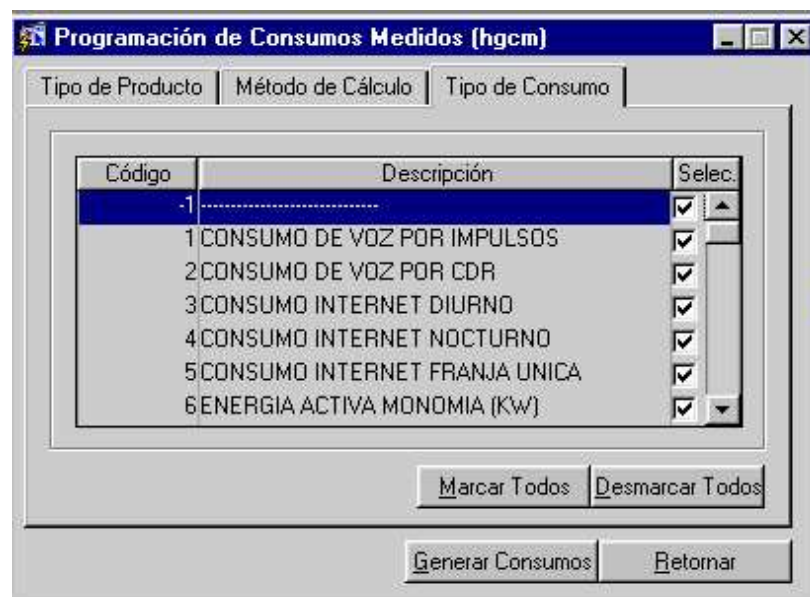 Programación de Consumos Medidos (hgcm)
Tipo de Producto Método de Cálculo Tipo de Consumo
Código Descripción Selec.
-1 ------------------------------
1 CONSUMO DE VOZ POR IMPULSOS
2 CONSUMO DE VOZ POR CDR
3 CONSUMO INTERNET DIURNO
4 CONSUMO INTERNET NOCTURNO
5 CONSUMO INTERNET FRANJA UNICA
6 ENERGIA ACTIVA MONOMIA (KW)
Marcar Todos Desmarcar Todos
Generar Consumos Retornar